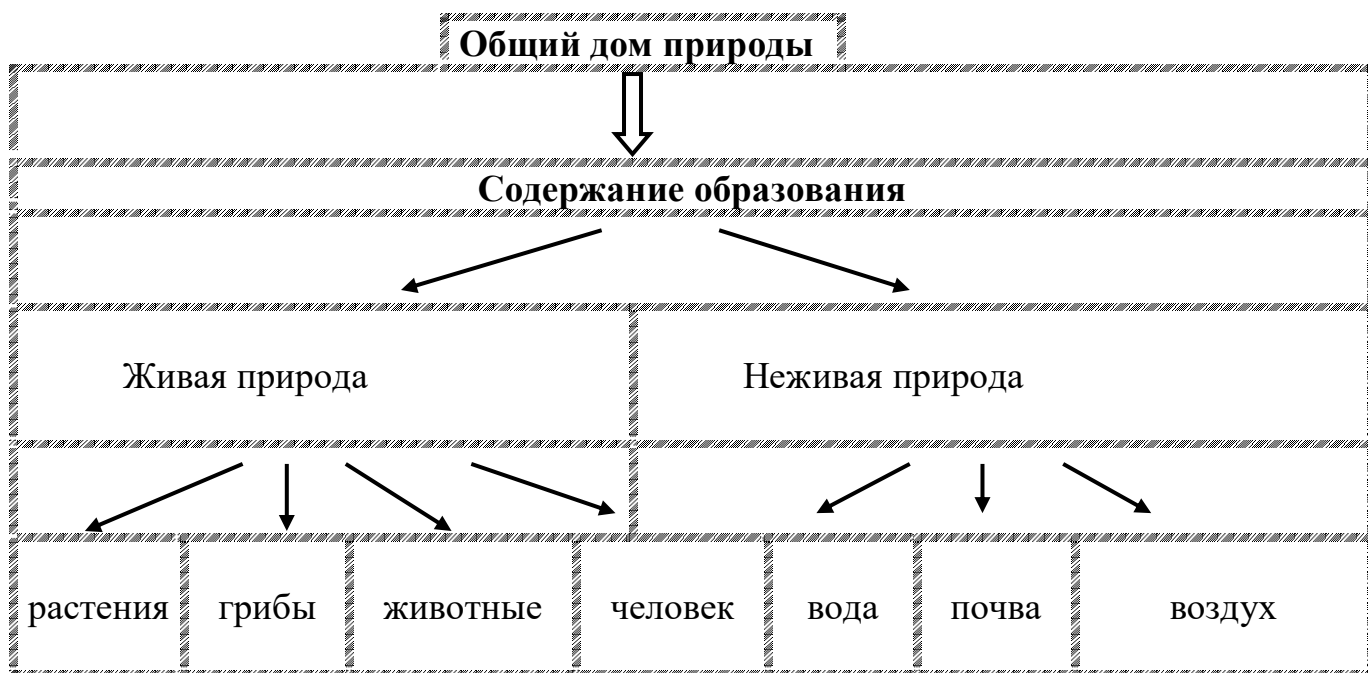 Общий дом природы
Содержание образования
Живая природа
Неживая природа
растения
грибы
животные
человек
вода
почва
воздух